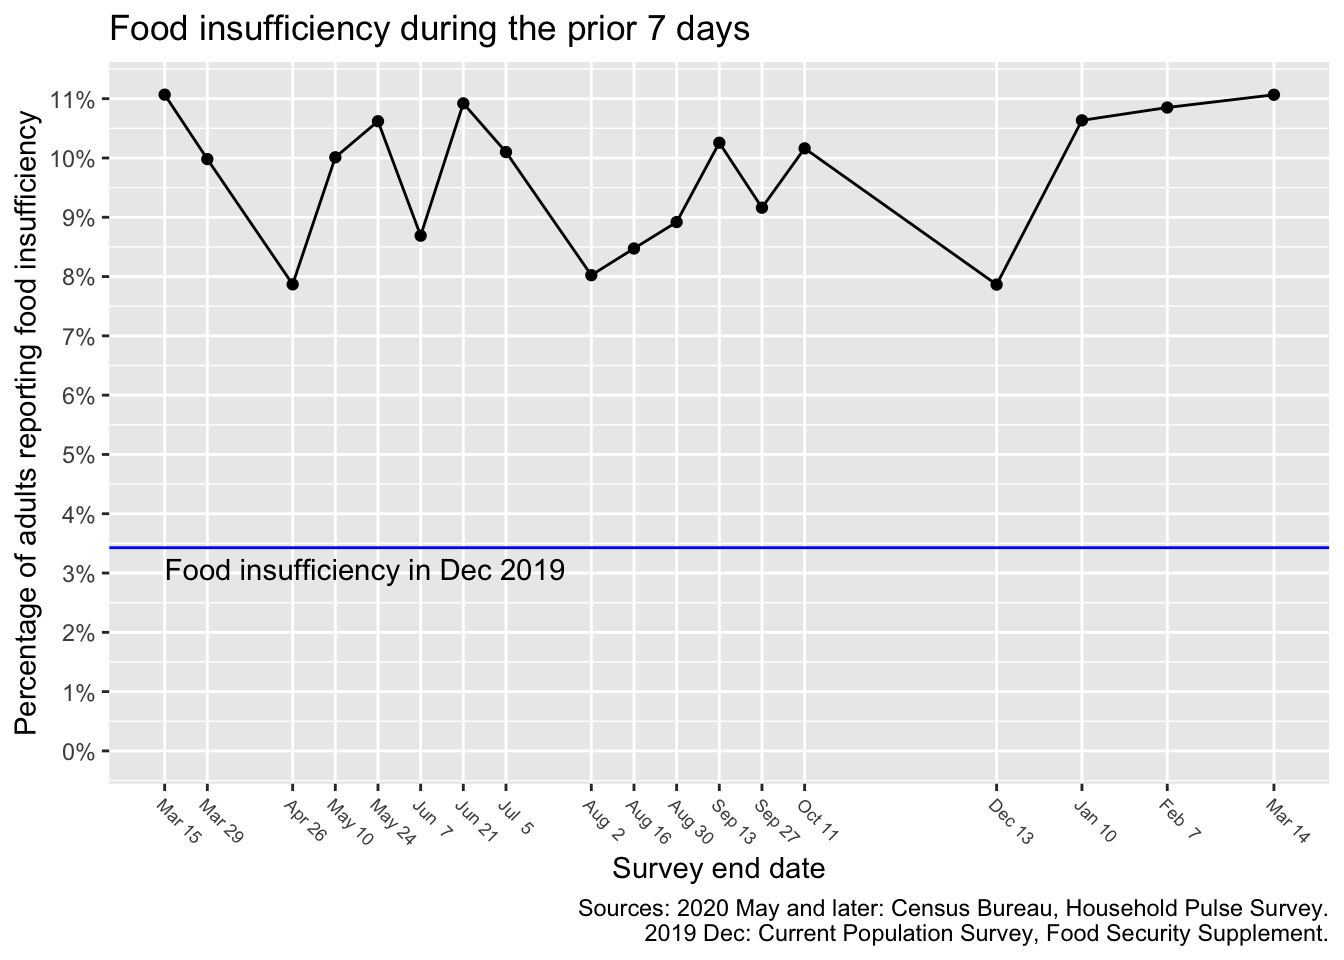 Food insufficiency during the prior 7 days
Percentage of adults reporting food insufficiency
11%
10%
9%
8%
7%
6%
5%
4%
3%
2%
1%
0%
Food insufficiency in Dec 2019
Mar 15
Mar 29
Apr 26
May 10
May 24
Jun 7
Jun 21
Jul 5
Aug 2
Aug 16
Aug 30
Sep 13
Sep 27
Oct 11
Dec 13
Jan 10
Feb 7
Mar 14
Survey end date
Sources: 2020 May and later: Census Bureau, Household Pulse Survey.
2019 Dec: Current Population Survey, Food Security Supplement.